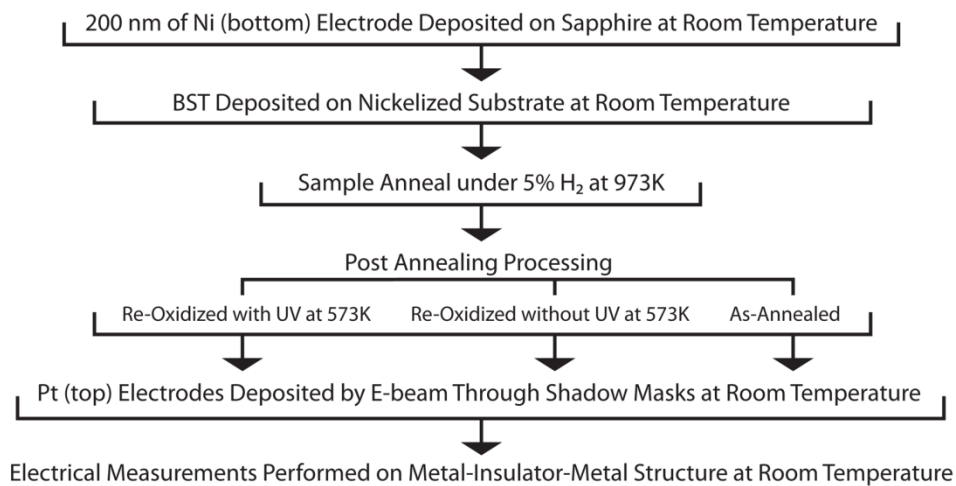 200 nm of Ni (bottom) Electrode Deposited on Sapphire at Room Temperature
BST Deposited on Nickelized Substrate at Room Temperature
Sample Anneal under 5% H₂ at 973K
Post Annealing Processing
Re-Oxidized with UV at 573K Re-Oxidized without UV at 573K As-Annealed
Pt (top) Electrodes Deposited by E-beam Through Shadow Masks at Room Temperature
Electrical Measurements Performed on Metal-Insulator-Metal Structure at Room Temperature